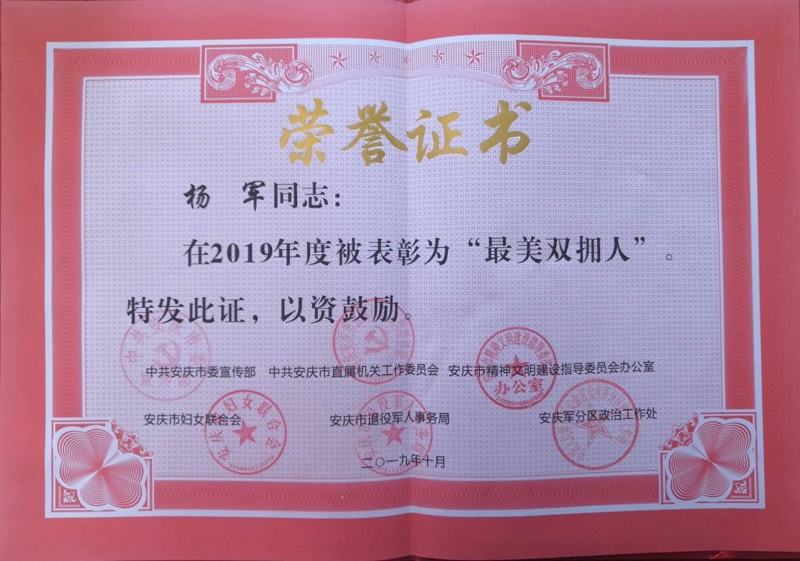 荣誉证书
杨 军同志：
在2019年度被表彰为“最美双拥人”。
特发此证，以资鼓励。
中共安庆市委宣传部 中共安庆市直属机关工作委员会 安庆市精神文明建设指导委员会办公室
办公室
安庆市妇女联合会 安庆市退役军人事务局 安庆军分区政治工作处
二〇一九年十月